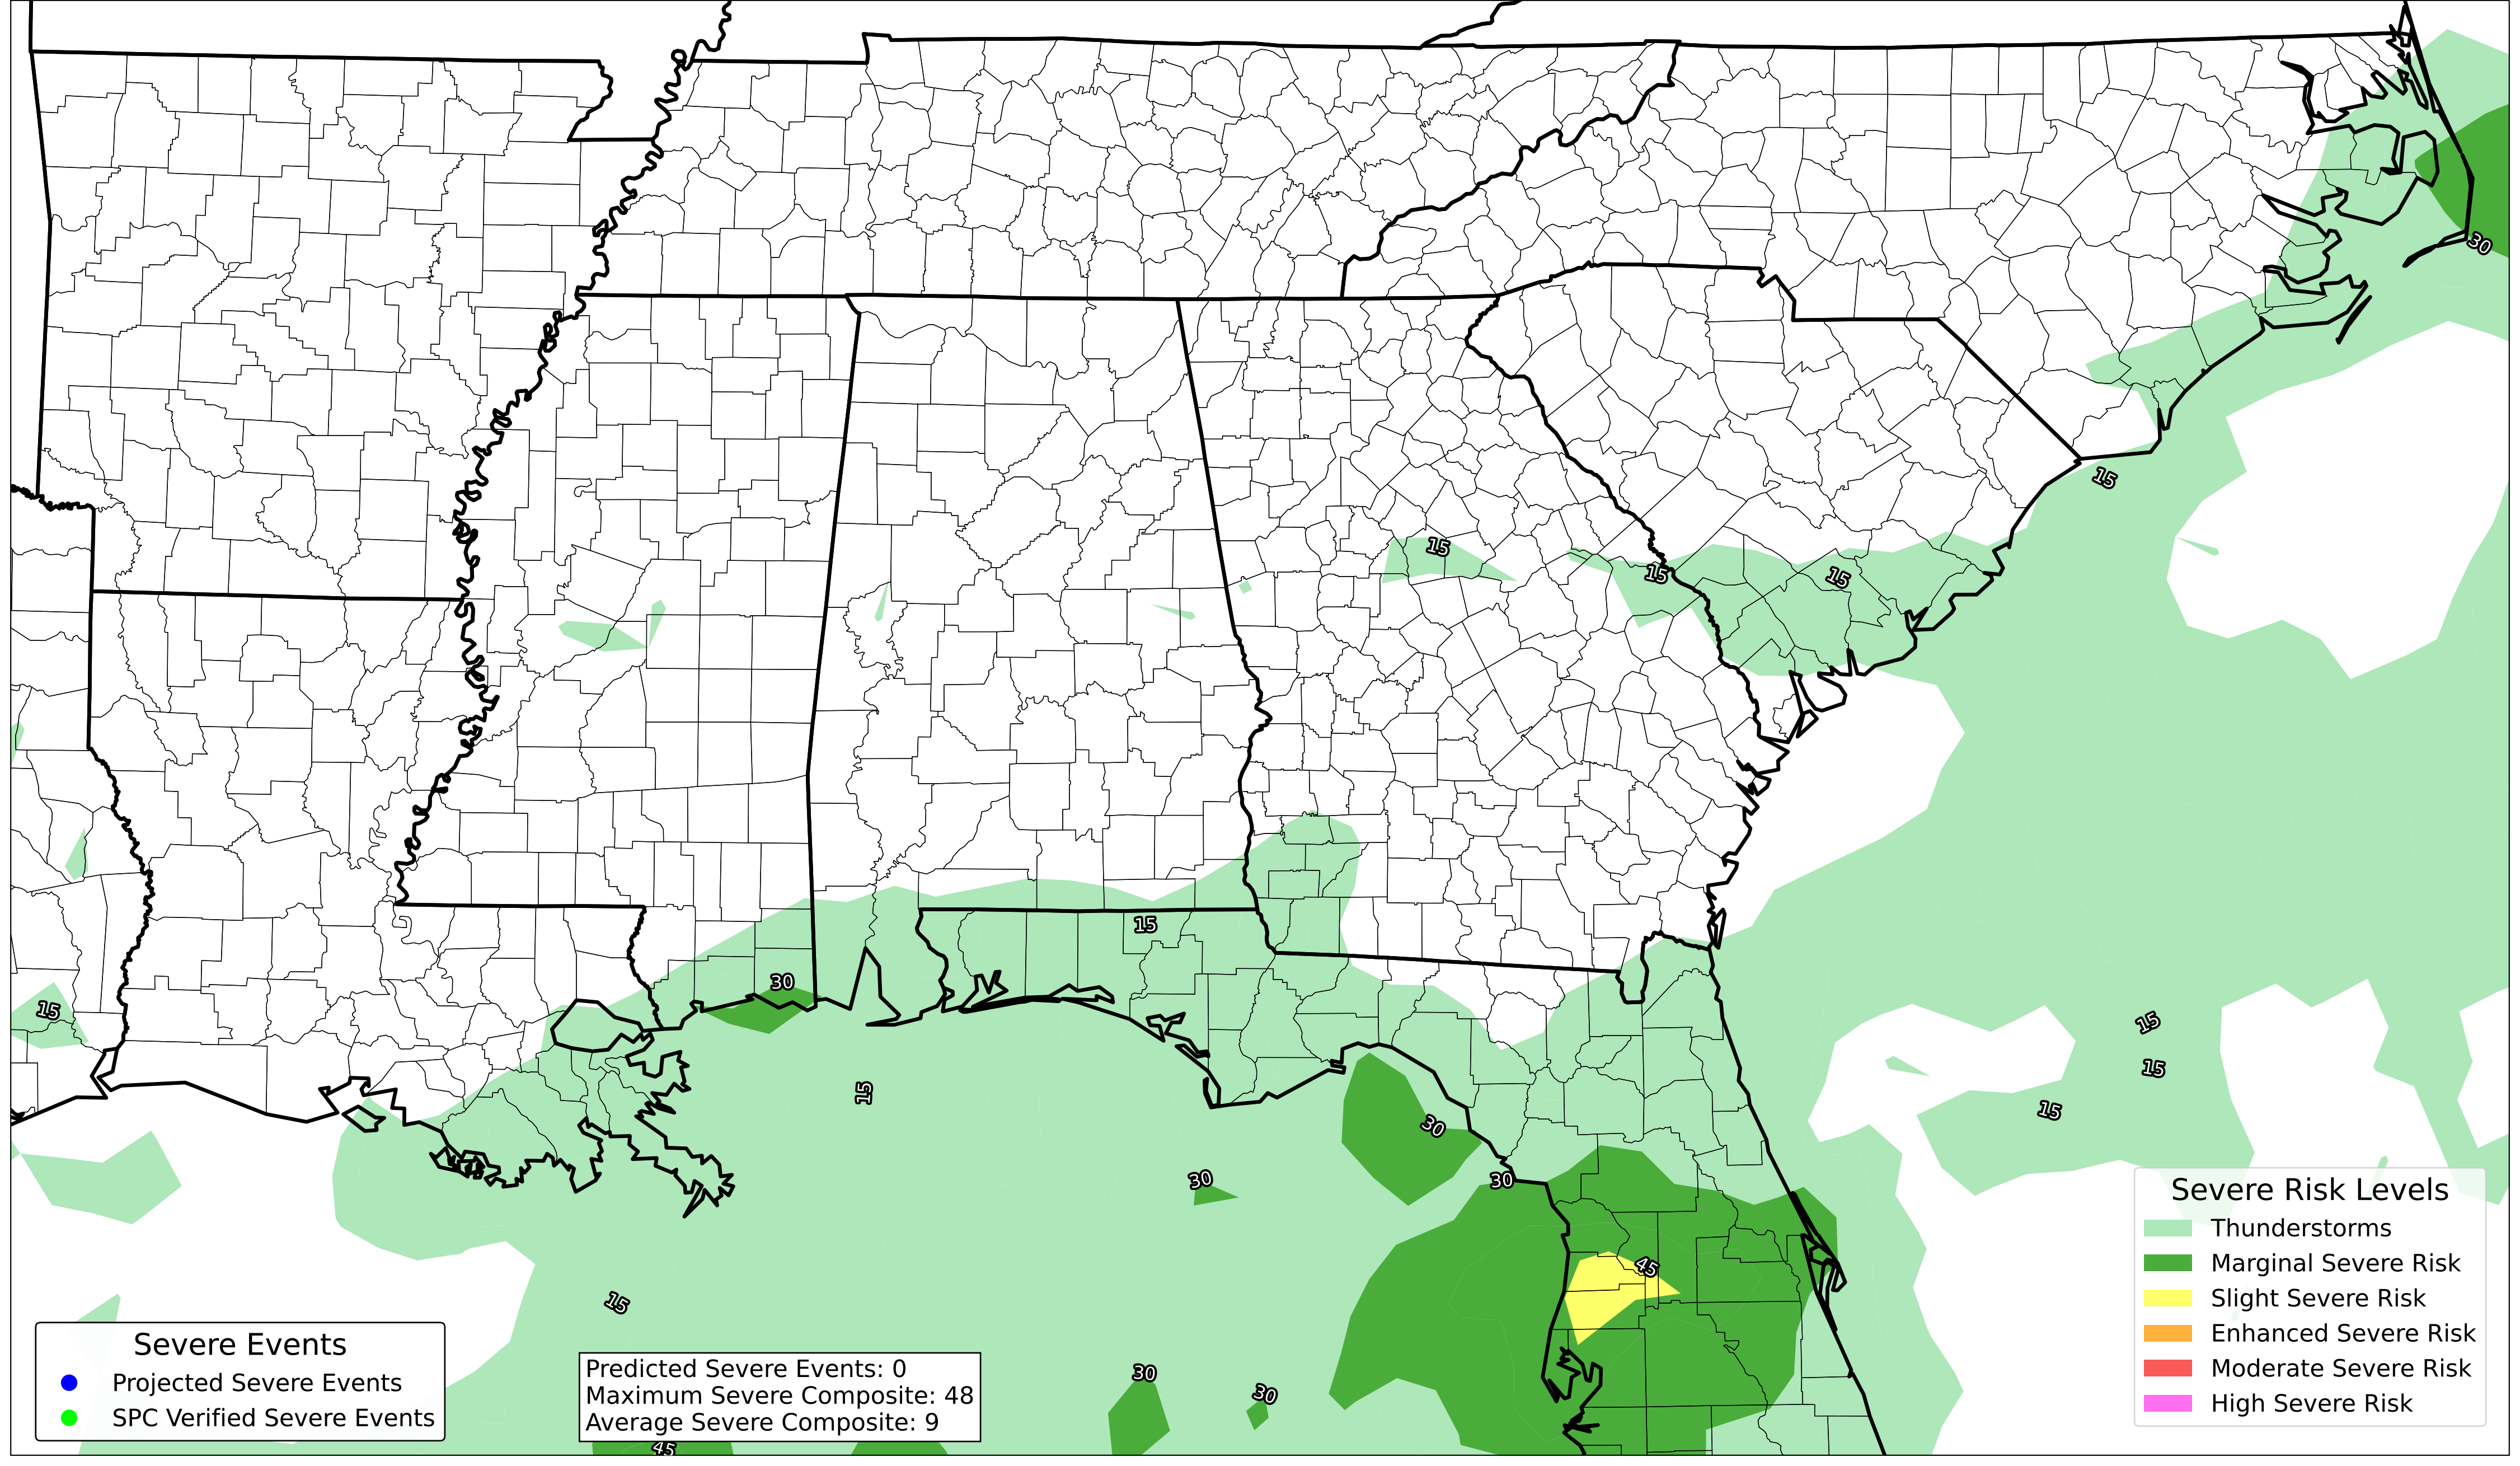 30
15
15
15
15
15
30
15
15
15
15
15
30
30
30
45
15
30
30
45
Severe Risk Levels
Thunderstorms
Marginal Severe Risk
Slight Severe Risk
Enhanced Severe Risk
Moderate Severe Risk
High Severe Risk
Severe Events
Projected Severe Events
SPC Verified Severe Events
Predicted Severe Events: 0
Maximum Severe Composite: 48
Average Severe Composite: 9